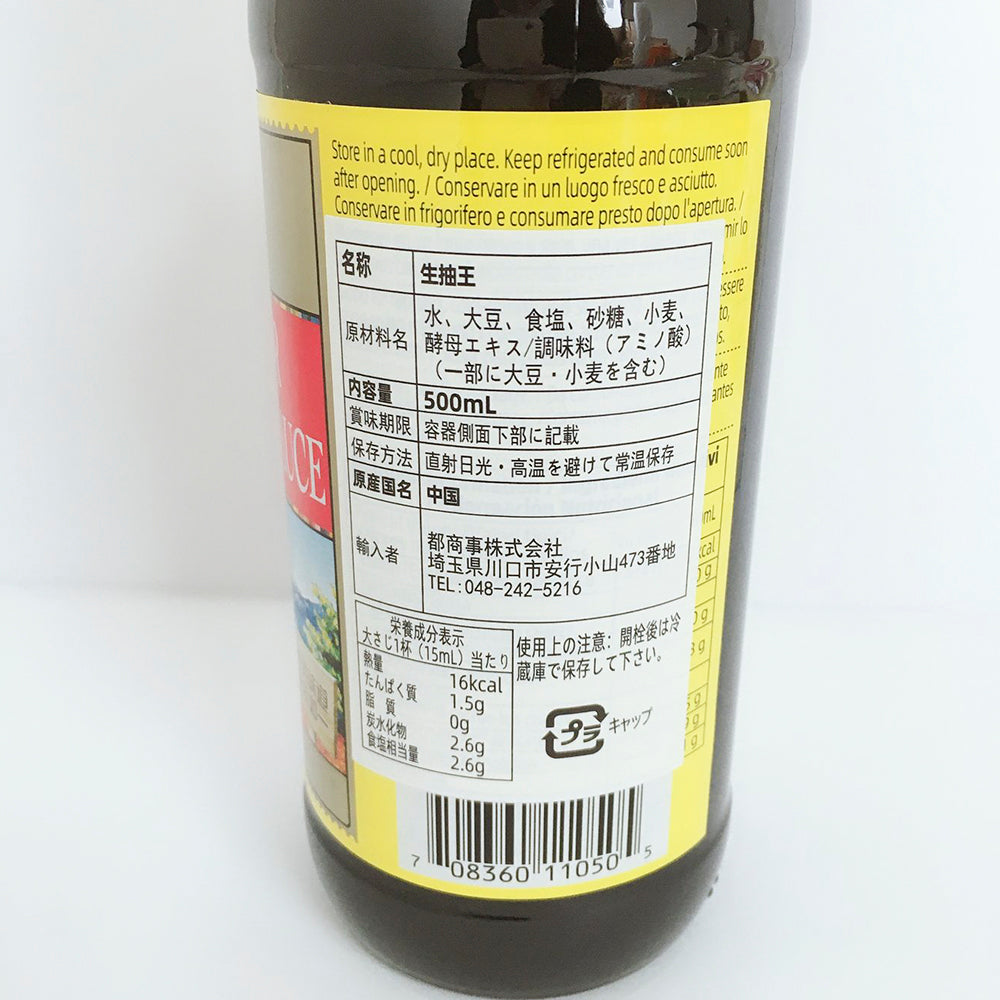 Store in a cool, dry place. Keep refrigerated and consume soon
after opening. / Conservare in un luogo fresco e asciutto.
Conservare in frigorifero e consumare presto dopo l'apertura. /
名称 生抽王
原材料名 水、大豆、食塩、砂糖、小麦、
酵母エキス/調味料（アミノ酸）
（一部に大豆・小麦を含む）
内容量 500mL
賞味期限 容器側面下部に記載
保存方法 直射日光・高温を避けて常温保存
原産国名 中国
輸入者 都商事株式会社
埼玉県川口市安行小山473番地
TEL:048-242-5216
栄養成分表示
大さじ1杯（15mL）当たり
熱量 16kcal
たんぱく質 1.5g
脂質 0g
炭水化物 2.6g
食塩相当量 2.6g
使用上の注意：開栓後は冷
蔵庫で保存して下さい。
プラ キャップ
7 08360 11050 5